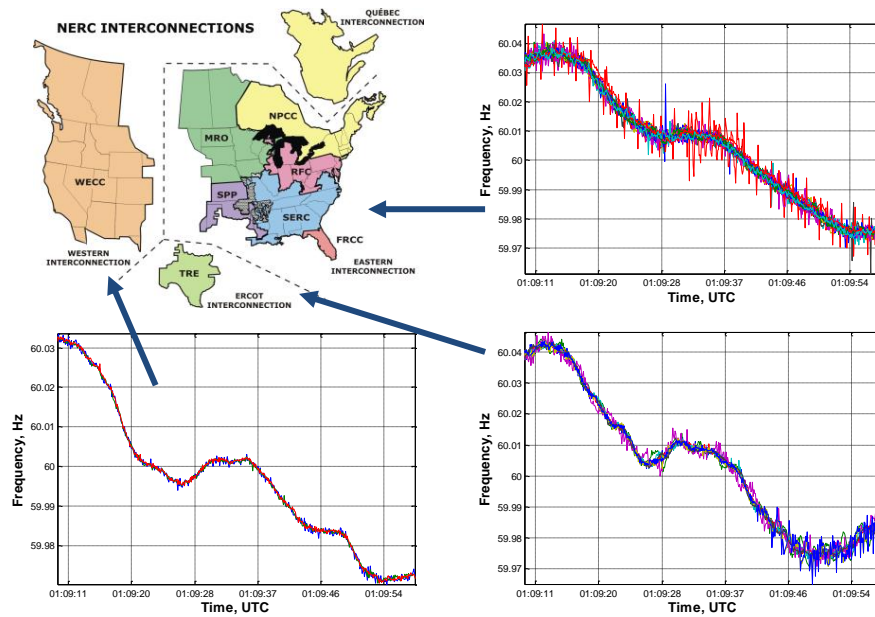 NERC INTERCONNECTIONS
QUÉBEC
INTERCONNECTION
NPCC
MRO
RFC
WECC
SPP
SERC
FRCC
WESTERN
INTERCONNECTION
EASTERN
INTERCONNECTION
TRE
ERCOT
INTERCONNECTION
Frequency, Hz
60.04
60.03
60.01
60
59.99
59.98
59.97
01:09:11 01:09:20 01:09:28 01:09:37 01:09:46 01:09:54
Time, UTC
Frequency, Hz
60.03
60.02
60.01
60
59.99
59.98
01:09:11 01:09:20 01:09:28 01:09:37 01:09:46 01:09:54
Time, UTC
Frequency, Hz
60.04
60.03
60.01
60
59.99
59.98
59.97
01:09:11 01:09:20 01:09:28 01:09:37 01:09:46 01:09:54
Time, UTC